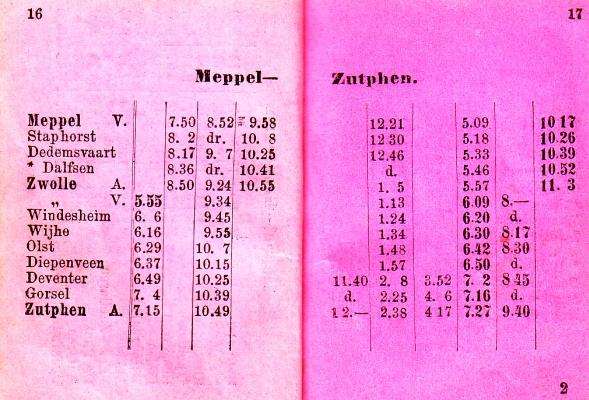 16
17
Meppel—
Zutphen.
Meppel V. 7.50 8.52 9.58 12.21 5.09 10 17
Staphorst 8. 2 dr. 10. 8 12 30 5.18 10.26
Dedemsvaart 8.17 9. 7 10.25 12.46 5.33 10.39
* Dalfsen 8.36 dr. 10.41 d. 5.46 10.52
Zwolle A. 8.50 9.24 10.55 1. 5 5.57 11. 3
„ V. 5.55 9.34 1.13 6.09 8.—
Windesheim 6. 6 9.45 1.24 6.20 d.
Wijhe 6.16 9.55 1.34 6.30 8.17
Olst 6.29 10. 7 1.48 6.42 8.30
Diepenveen 6.37 10.15 1.57 6.50 d.
Deventer 6.49 10.25 11.40 2. 8 3.52 7. 2 8 45
Gorsel 7. 4 10.39 d. 2.25 4. 6 7.16 d.
Zutphen A. 7.15 10.49 12.— 2.38 4 17 7.27 9.40
2